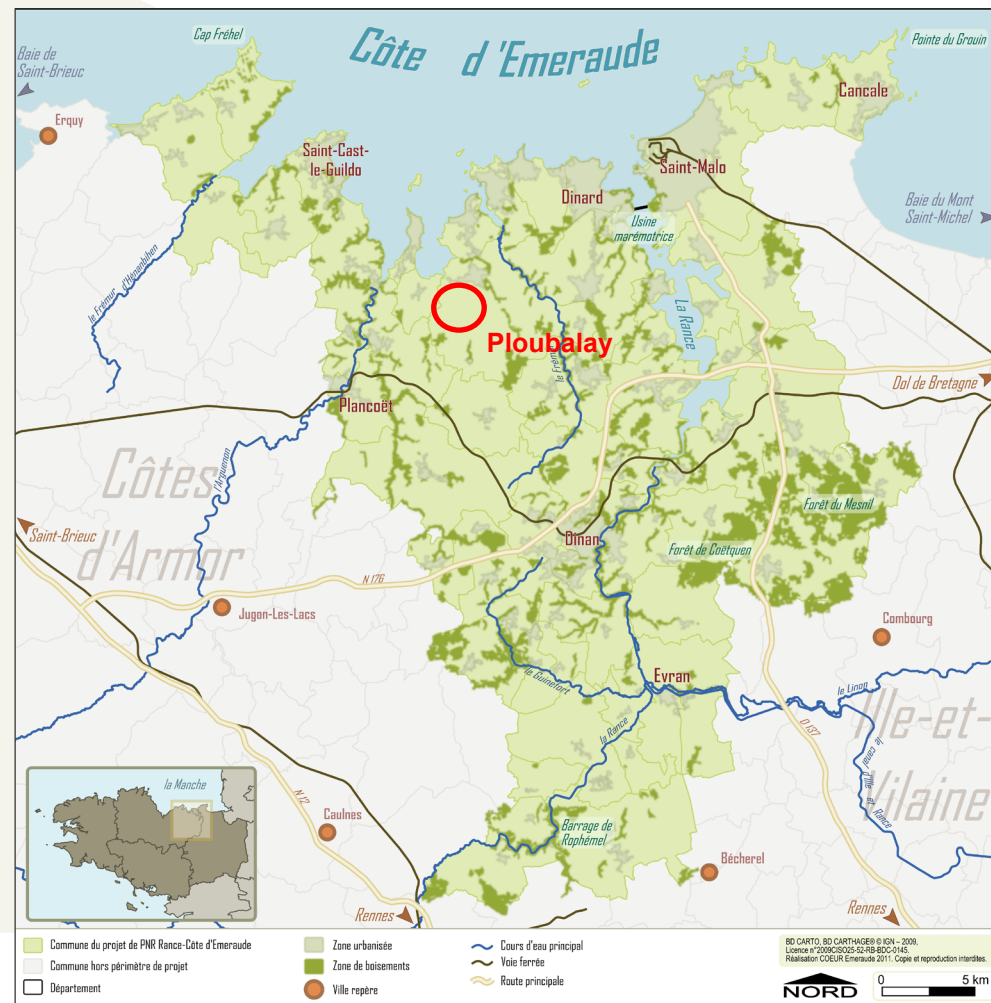 Cap Fréhel
Côte d'Emeraude
Pointe du Grouin
Baie de
Saint-Brieuc
Cancale
Erquy
Saint-Cast-
le-Guildo
Saint-Malo
Dinard
Usine
marémotrice
Baie du Mont
Saint-Michel
le Frémur d'Hénanbihen
La Rance
Ploubalay
le Frémur
Dol de Bretagne
Plancoët
l'Arguenon
Côtes
d'Armor
Forêt du Mesnil
Saint-Brieuc
Dinan
Forêt de Coëtquen
N 176
Jugon-Les-Lacs
Combourg
Evran
le Guinefort
le Linon
la Rance
D 137
Ille-et-
Vilaine
le canal d'Ille et Rance
la Manche
N 12
Caulnes
Barrage de
Rophémel
Bécherel
Rennes
Rennes
Commune du projet de PNR Rance-Côte d'Emeraude
Commune hors périmètre de projet
Département
Zone urbanisée
Zone de boisements
Ville repère
Cours d'eau principal
Voie ferrée
Route principale
BD CARTO, BD CARTHAGE® © IGN – 2009,
Licence n°2009CISO25-52-RB-BDC-0145.
Réalisation COEUR Emeraude 2011. Copie et reproduction interdites.
NORD
0 5 km